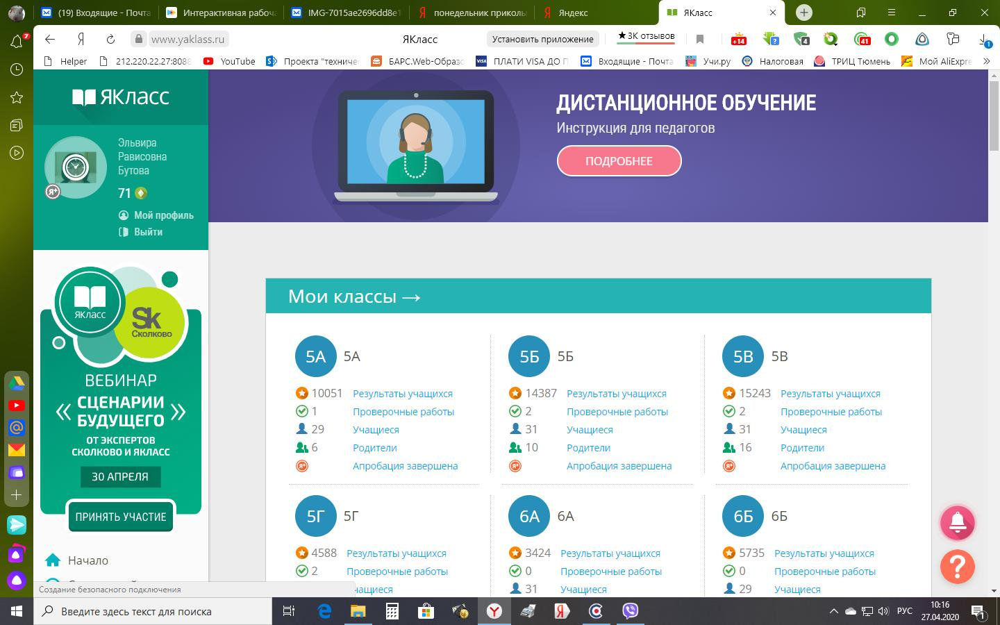 (19) Входящие - Почта
Интерактивная рабоч
IMG-7015ae2696dd8e1
понедельник приколы
Яндекс
ЯКласс
7
www.yaklass.ru
ЯКласс
Установить приложение
★3К отзывов
+14
?
4
41
1
Helper
212.220.22.27:8088
YouTube
Проекта "техничес
БАРС.Web-Образо
ПЛАТИ VISA ДО П
Входящие - Почта
Учи.ру
Налоговая
ТРИЦ Тюмень
Мой AliExpre
»
ЯКласс
Эльвира
Рависовна
Бутова
Я+
71
Мой профиль
Выйти
ДИСТАНЦИОННОЕ ОБУЧЕНИЕ
Инструкция для педагогов
ПОДРОБНЕЕ
ЯКласс
Sk
Сколково
ВЕБИНАР
« СЦЕНАРИИ »
БУДУЩЕГО
ОТ ЭКСПЕРТОВ
СКОЛКОВО И ЯКЛАСС
30 АПРЕЛЯ
ПРИНЯТЬ УЧАСТИЕ
Начало
Мои классы →
5А 5А
10051 Результаты учащихся
1 Проверочные работы
29 Учащиеся
6 Родители
Я+ Апробация завершена
5Б 5Б
14387 Результаты учащихся
2 Проверочные работы
31 Учащиеся
10 Родители
Я+ Апробация завершена
5В 5В
15243 Результаты учащихся
2 Проверочные работы
31 Учащиеся
16 Родители
Я+ Апробация завершена
5Г 5Г
4588 Результаты учащихся
2 Проверочные работы
чащиеся
6А 6А
3424 Результаты учащихся
0 Проверочные работы
31 Учащиеся
6Б 6Б
5735 Результаты учащихся
0 Проверочные работы
29 Учащиеся
?
Создание безопасного подключения
Введите здесь текст для поиска
РУС
10:16
27.04.2020
1